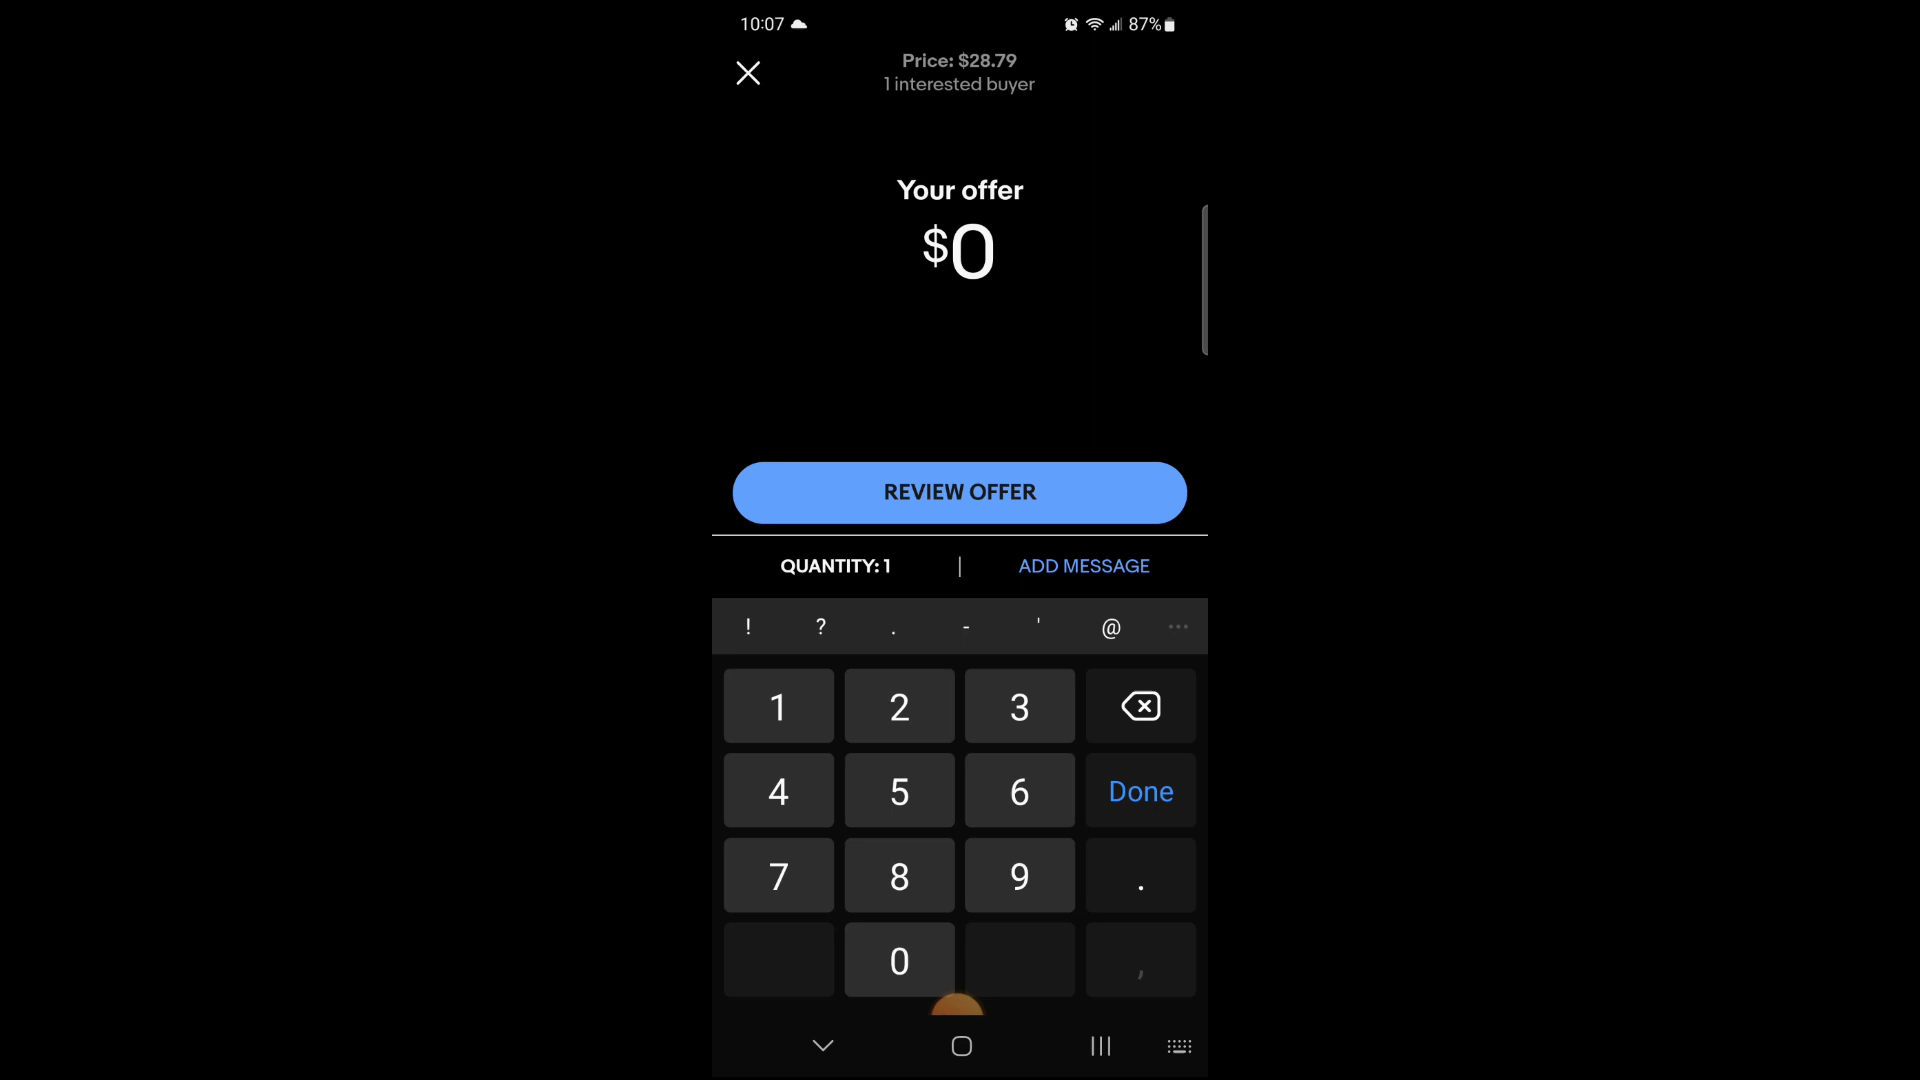 10:07 87%
Price: $28.79
1 interested buyer
Your offer
$0
REVIEW OFFER
QUANTITY: 1 | ADD MESSAGE
! ? . - ' @ ...
1 2 3
4 5 6 Done
7 8 9 .
0 ,